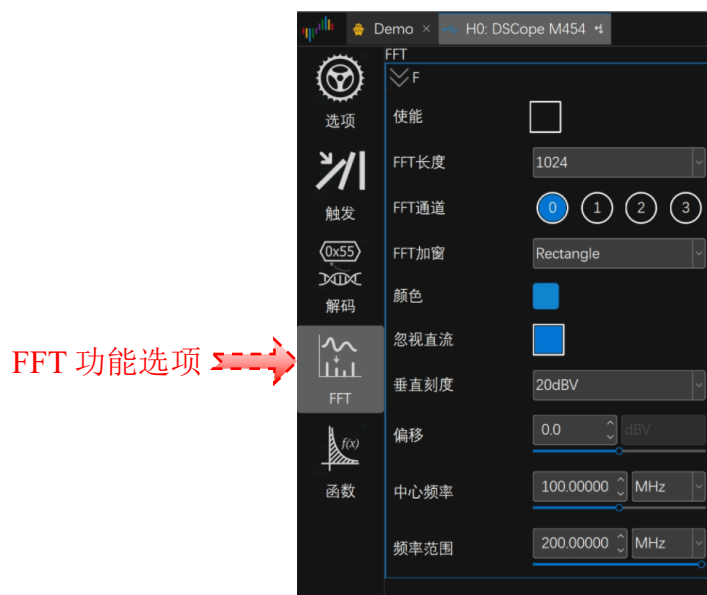 Demo × H0: DSCope M454
FFT
F
选项
使能
FFT长度 1024
触发
FFT通道 0 1 2 3
0x55
FFT加窗 Rectangle
解码
颜色
忽视直流
FFT 功能选项
FFT
垂直刻度 20dBV
偏移 0.0 dBV
f(x)
函数
中心频率 100.00000 MHz
频率范围 200.00000 MHz